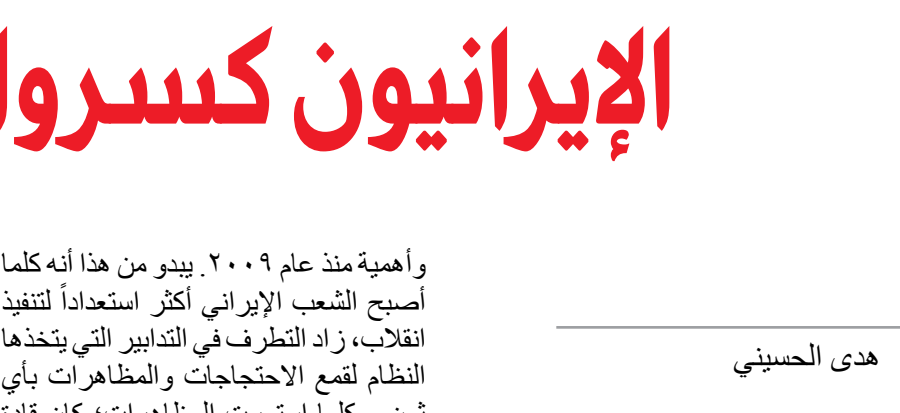 الإيرانيون
هدى الحسيني
وأهمية منذ عام ٢٠٠٩. يبدو من هذا أنه كلما
أصبح الشعب الإيراني أكثر استعداداً لتنفيذ
انقلاب، زاد التطرف في التدابير التي يتخذها
النظام لقمع الاحتجاجات والمظاهرات بأي